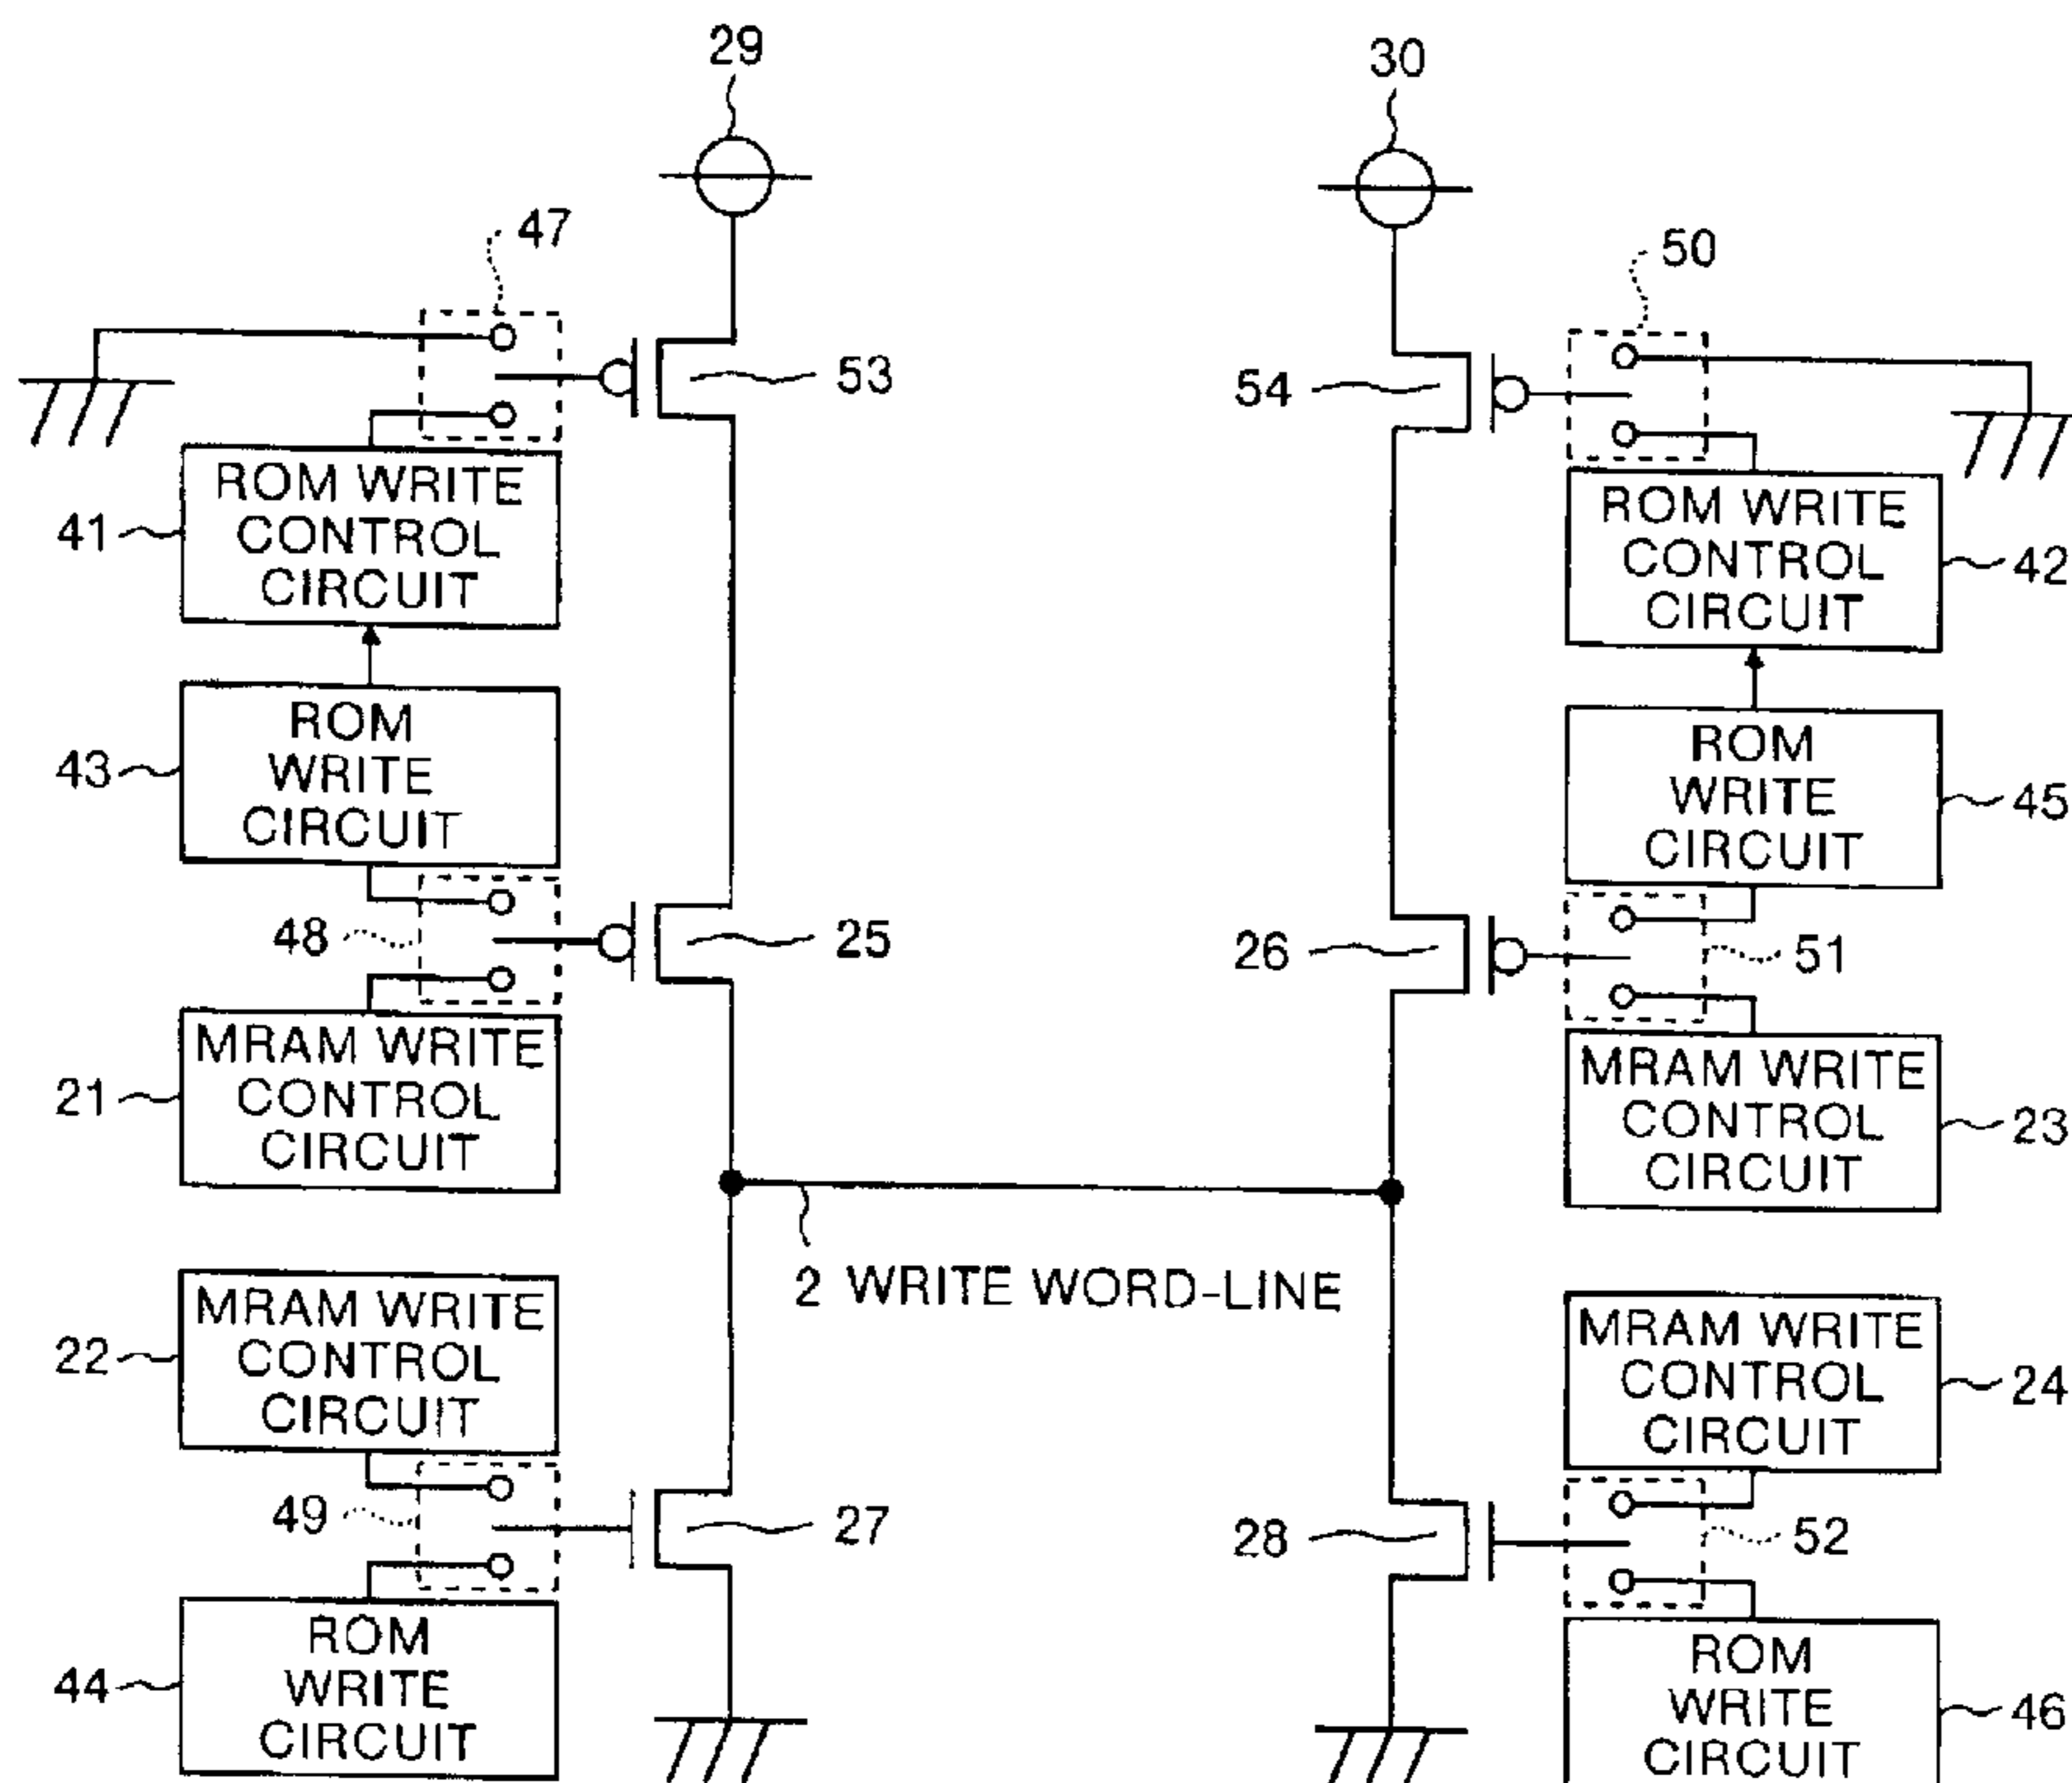 29
30
47
50
53
54
ROM WRITE
CONTROL
CIRCUIT
41
ROM WRITE
CONTROL
CIRCUIT
42
ROM
WRITE
CIRCUIT
43
ROM
WRITE
CIRCUIT
45
48
25
26
51
MRAM WRITE
CONTROL
CIRCUIT
21
MRAM WRITE
CONTROL
CIRCUIT
23
2 WRITE WORD-LINE
MRAM WRITE
CONTROL
CIRCUIT
22
MRAM WRITE
CONTROL
CIRCUIT
24
49
27
28
52
ROM
WRITE
CIRCUIT
44
ROM
WRITE
CIRCUIT
46